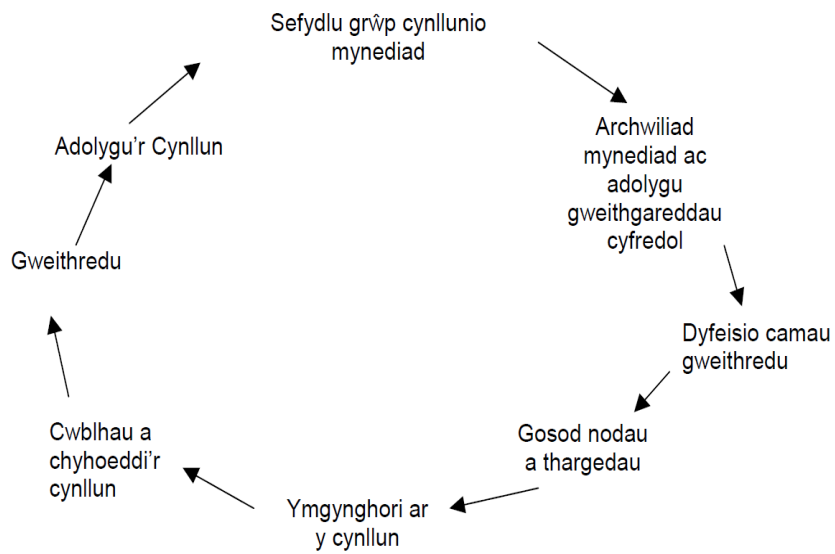 Sefydlu grŵp cynllunio
mynediad
Archwiliad
mynediad ac
adolygu
gweithgareddau
cyfredol
Dyfeisio camau
gweithredu
Gosod nodau
a thargedau
Ymgynghori ar
y cynllun
Cwblhau a
chyhoeddi’r
cynllun
Gweithredu
Adolygu’r Cynllun